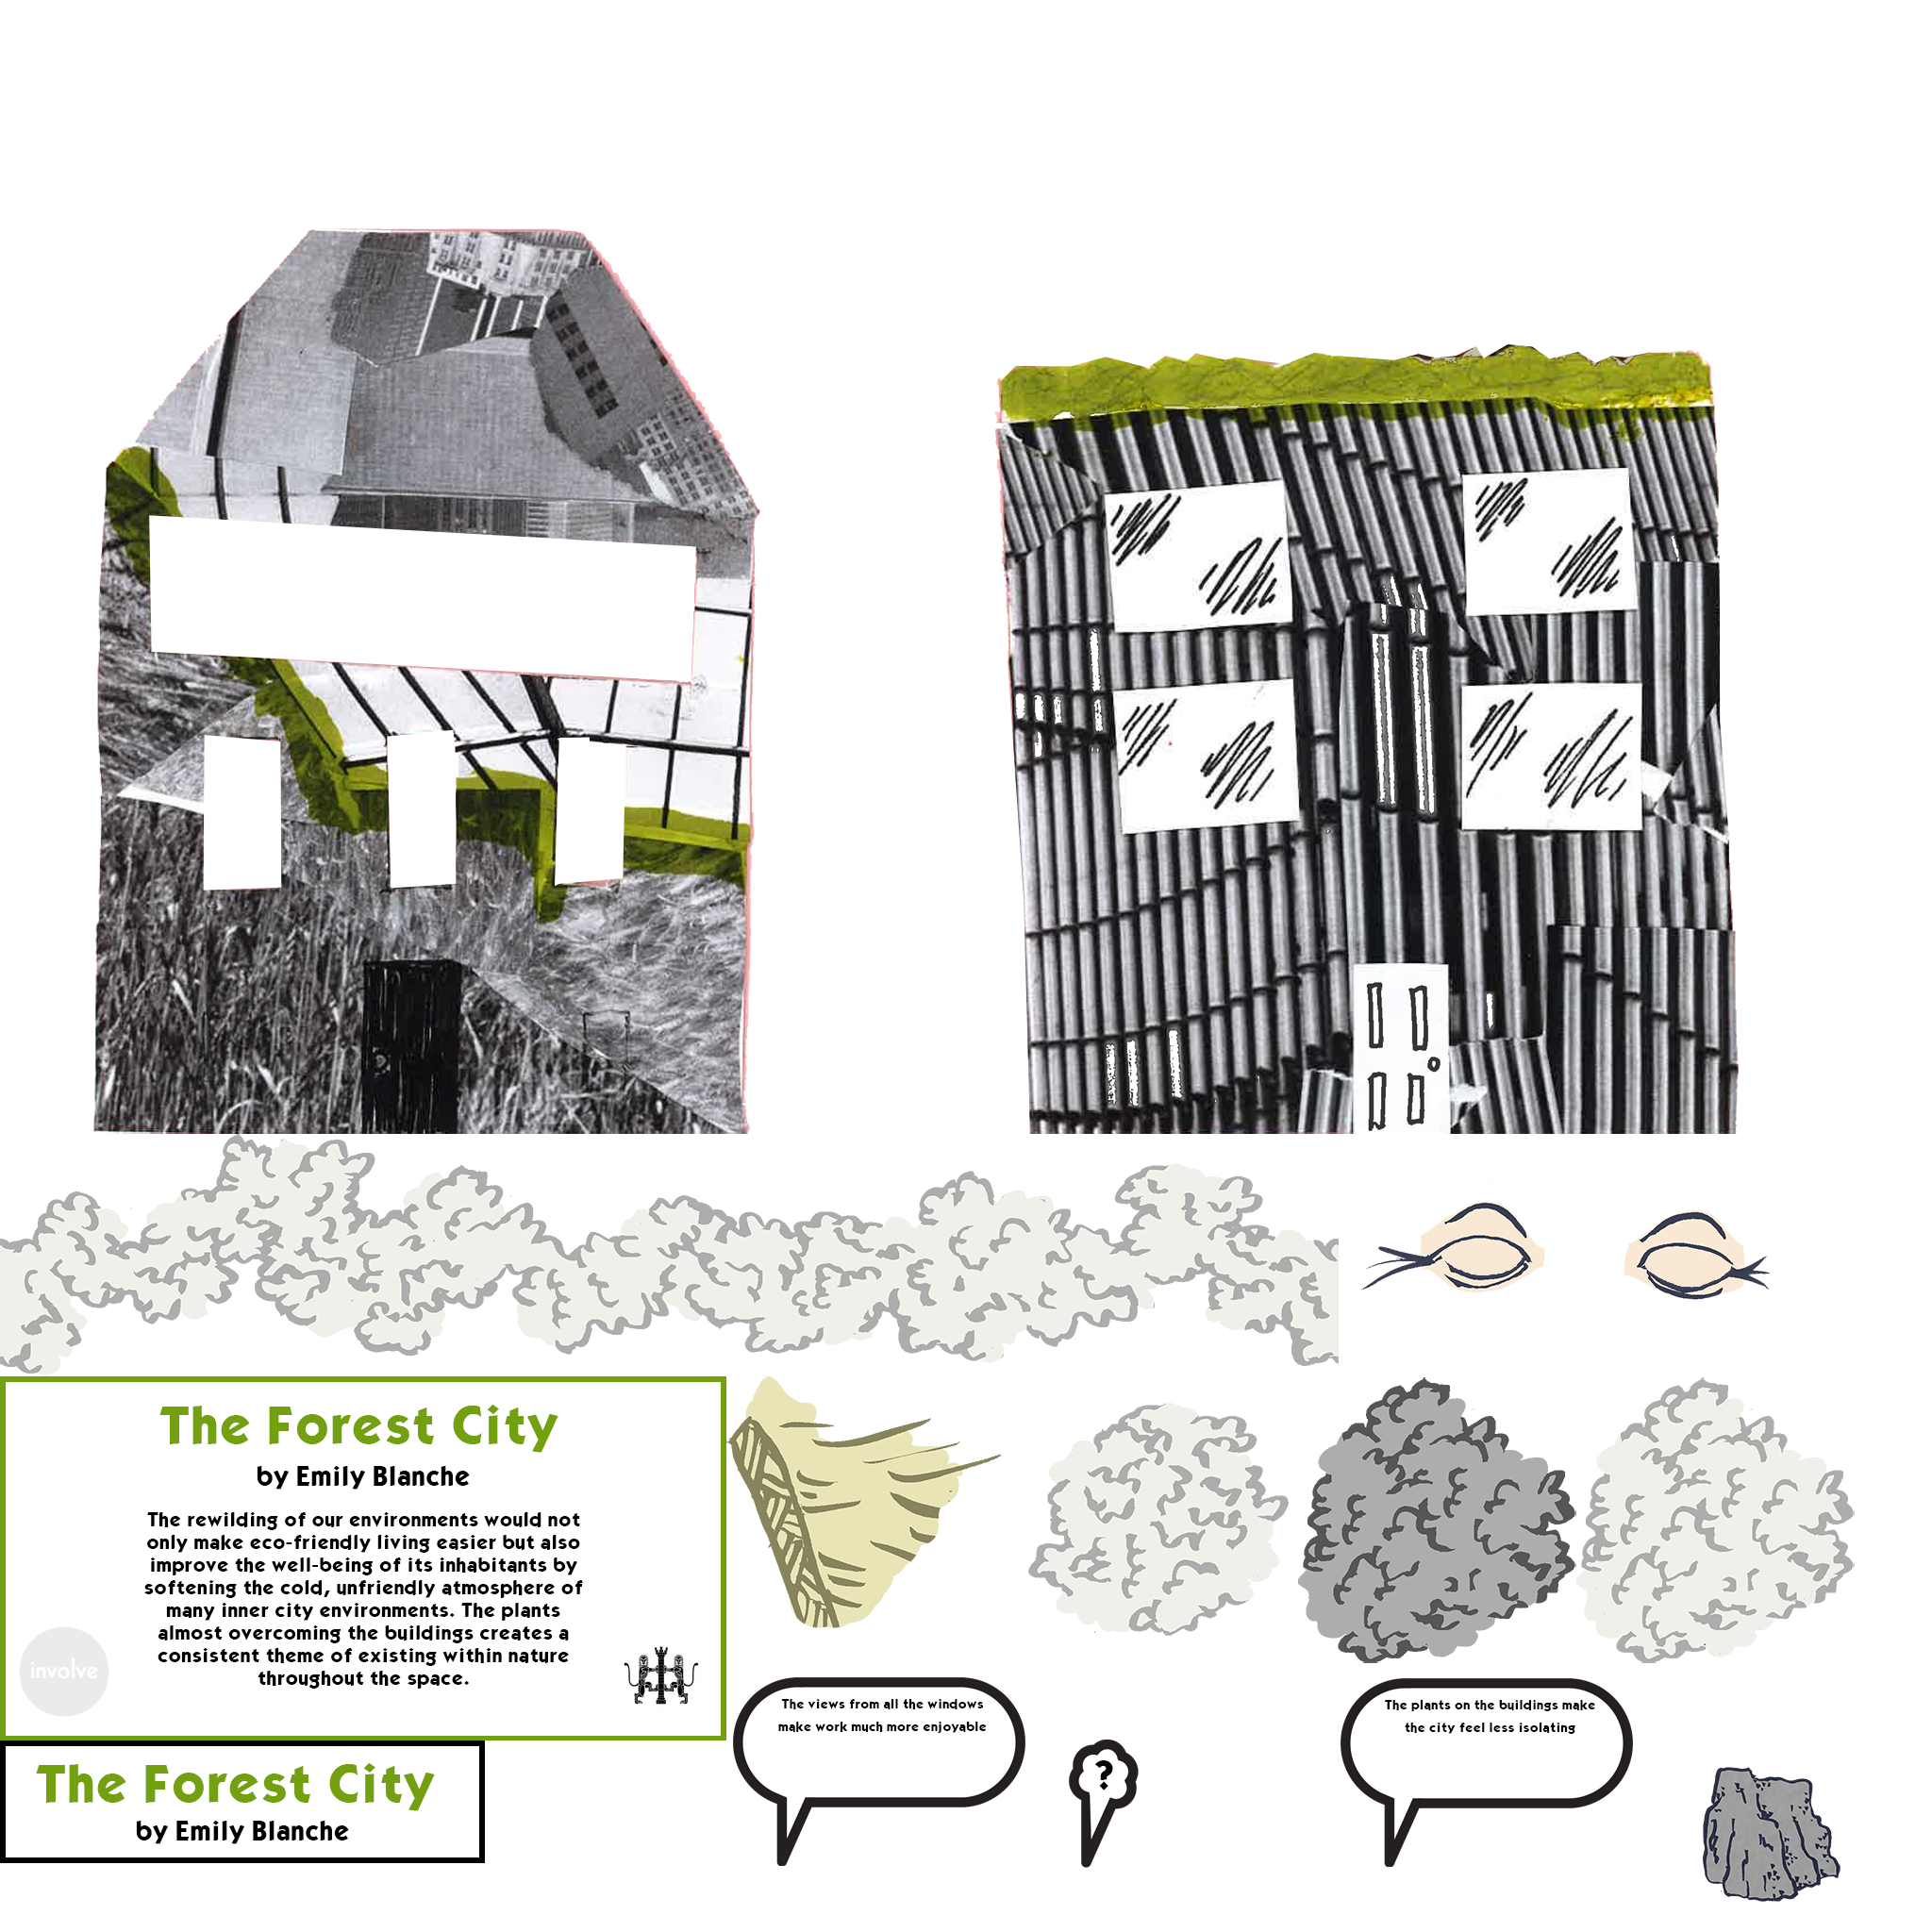 The Forest City
by Emily Blanche
The rewilding of our environments would not
only make eco-friendly living easier but also
improve the well-being of its inhabitants by
softening the cold, unfriendly atmosphere of
many inner city environments. The plants
almost overcoming the buildings creates a
consistent theme of existing within nature
throughout the space.
involve
The Forest City
by Emily Blanche
The views from all the windows
make work much more enjoyable
?
The plants on the buildings make
the city feel less isolating